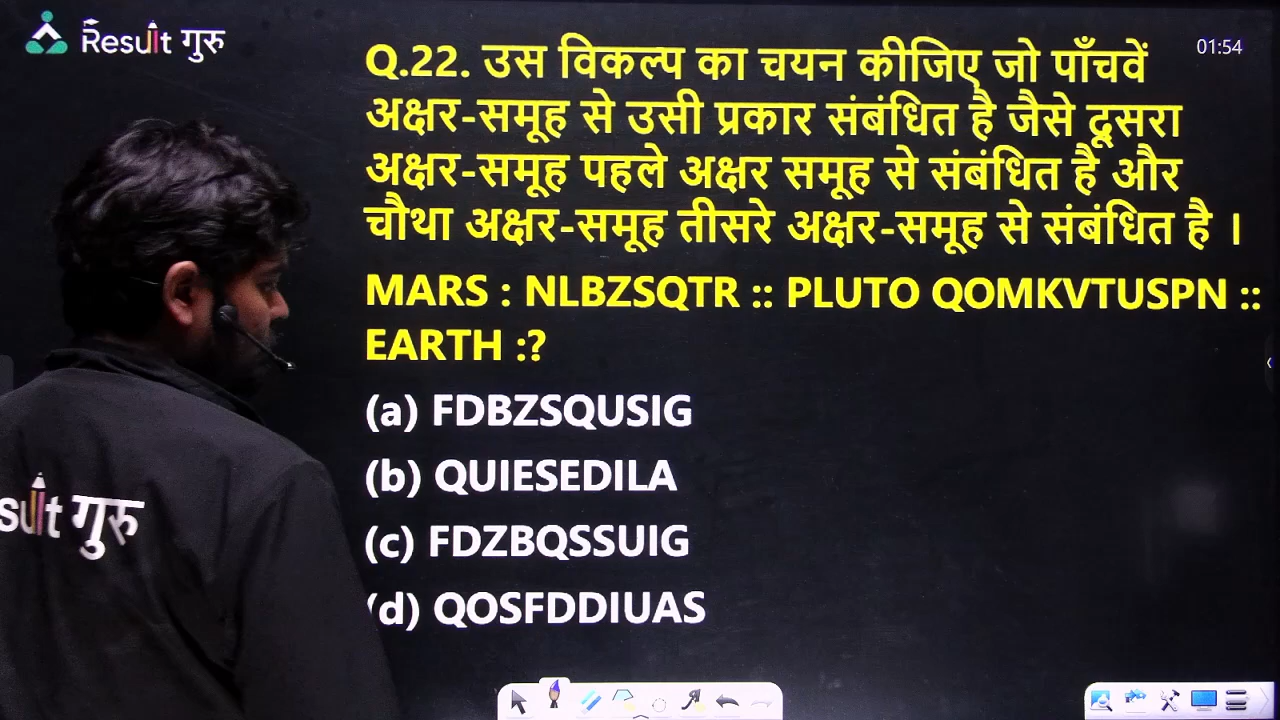 Result गुरु
01:54
Q.22. उस विकल्प का चयन कीजिए जो पाँचवें
अक्षर-समूह से उसी प्रकार संबंधित है जैसे दूसरा
अक्षर-समूह पहले अक्षर समूह से संबंधित है और
चौथा अक्षर-समूह तीसरे अक्षर-समूह से संबंधित है ।
MARS : NLBZSQTR :: PLUTO QOMKVTUSPN ::
EARTH :?
(a) FDBZSQUSIG
(b) QUIESEDILA
(c) FDZBQSSUIG
(d) QOSFDDIUAS
sult गुरु